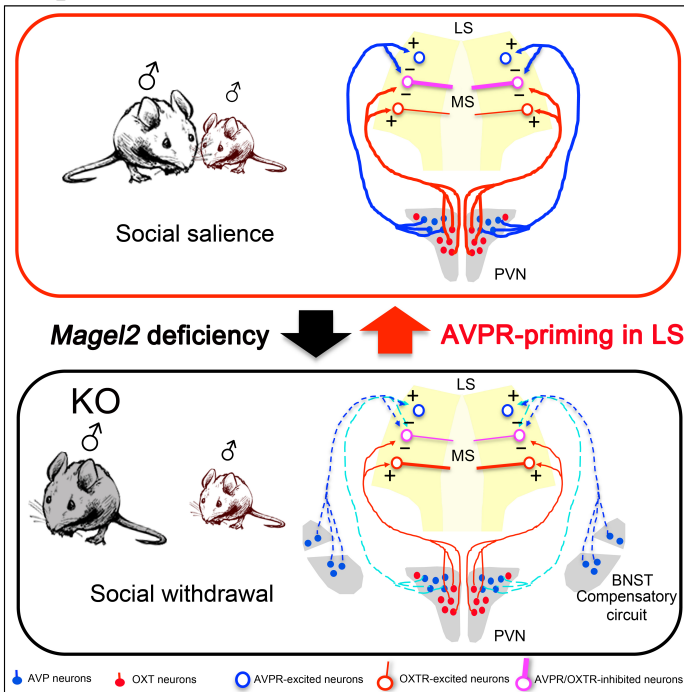 ♂
♂
Social salience
LS
+
+
−
−
−
−
MS
+
+
PVN
Magel2 deficiency
AVPR-priming in LS
KO
♂
♂
Social withdrawal
LS
+
+
−
−
−
−
MS
+
+
PVN
BNST
Compensatory
circuit
AVP neurons
OXT neurons
AVPR-excited neurons
OXTR-excited neurons
AVPR/OXTR-inhibited neurons